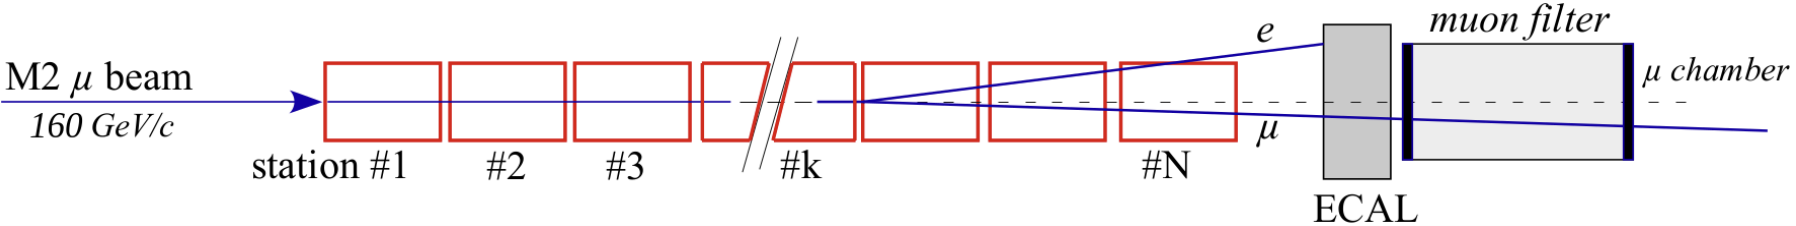 M2 μ beam
160 GeV/c
station #1
#2
#3
#k
#N
e
μ
ECAL
muon filter
μ chamber